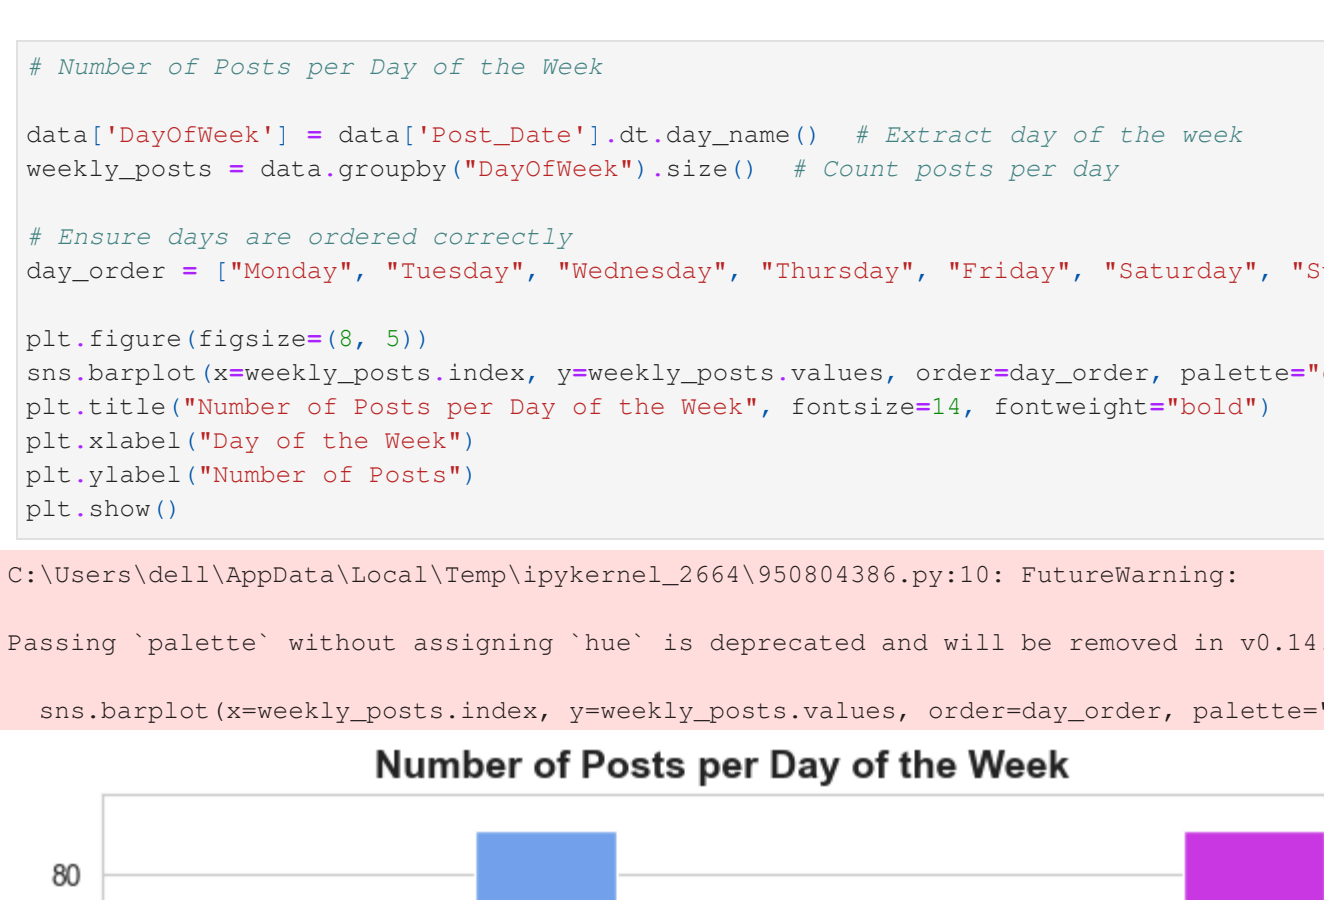 # Number of Posts per Day of the Week
data['DayOfWeek'] = data['Post_Date'].dt.day_name()  # Extract day of the week
weekly_posts = data.groupby("DayOfWeek").size()  # Count posts per day
# Ensure days are ordered correctly
day_order = ["Monday", "Tuesday", "Wednesday", "Thursday", "Friday", "Saturday",
plt.figure(figsize=(8, 5))
sns.barplot(x=weekly_posts.index, y=weekly_posts.values, order=day_order, palette="
plt.title("Number of Posts per Day of the Week", fontsize=14, fontweight="bold")
plt.xlabel("Day of the Week")
plt.ylabel("Number of Posts")
plt.show()
C:\Users\dell\AppData\Local\Temp\ipykernel_2664\950804386.py:10: FutureWarning:
Passing `palette` without assigning `hue` is deprecated and will be removed in v0.14
sns.barplot(x=weekly_posts.index, y=weekly_posts.values, order=day_order, palette=
Number of Posts per Day of the Week
80